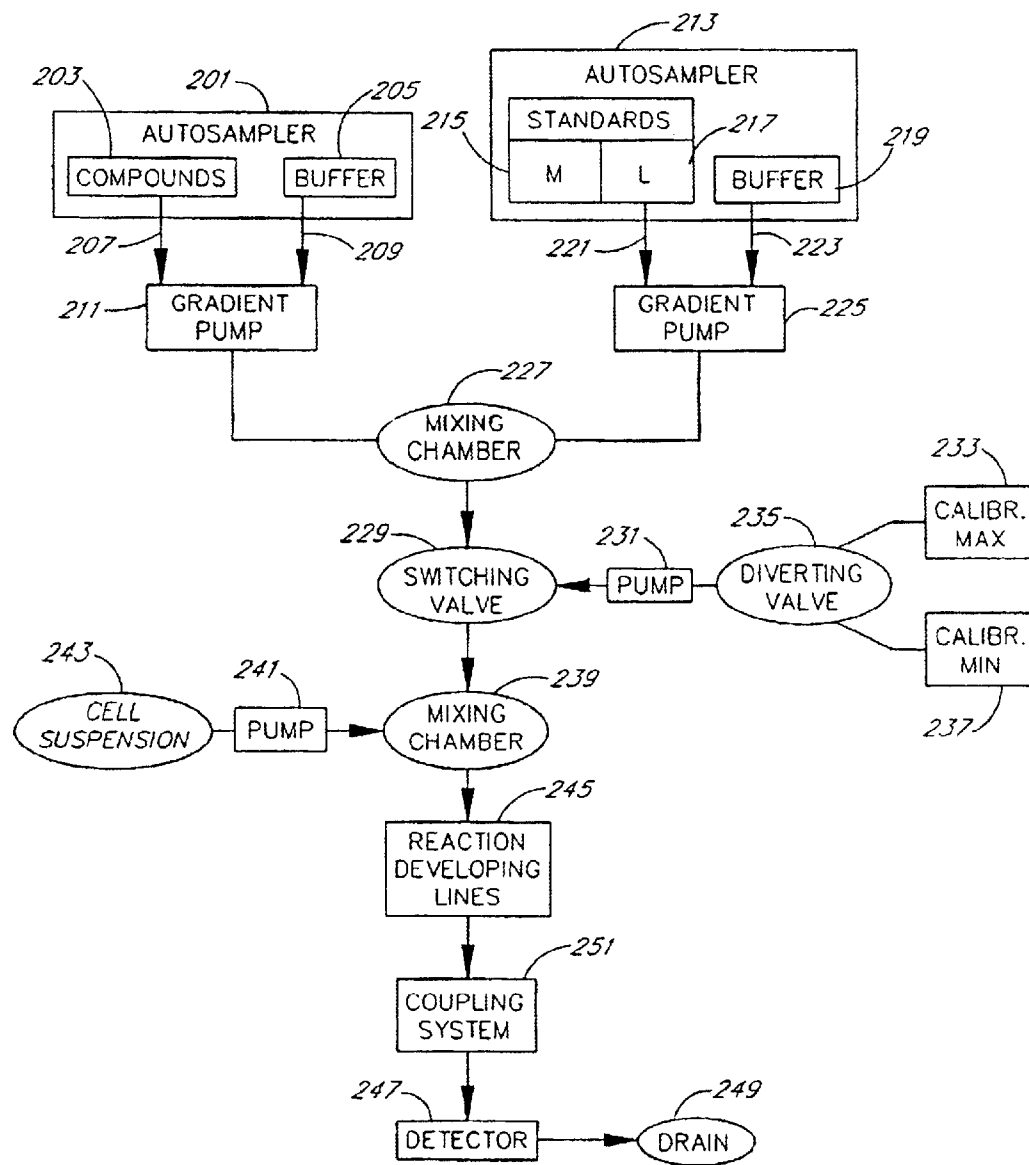 213
203
201
205
AUTOSAMPLER
AUTOSAMPLER
215
STANDARDS
217
219
COMPOUNDS
BUFFER
M
L
BUFFER
207
209
221
223
211
GRADIENT
PUMP
GRADIENT
PUMP
225
227
MIXING
CHAMBER
233
229
231
235
CALIBR.
MAX
SWITCHING
VALVE
PUMP
DIVERTING
VALVE
CALIBR.
MIN
237
243
241
239
CELL
SUSPENSION
PUMP
MIXING
CHAMBER
245
REACTION
DEVELOPING
LINES
251
COUPLING
SYSTEM
247
249
DETECTOR
DRAIN